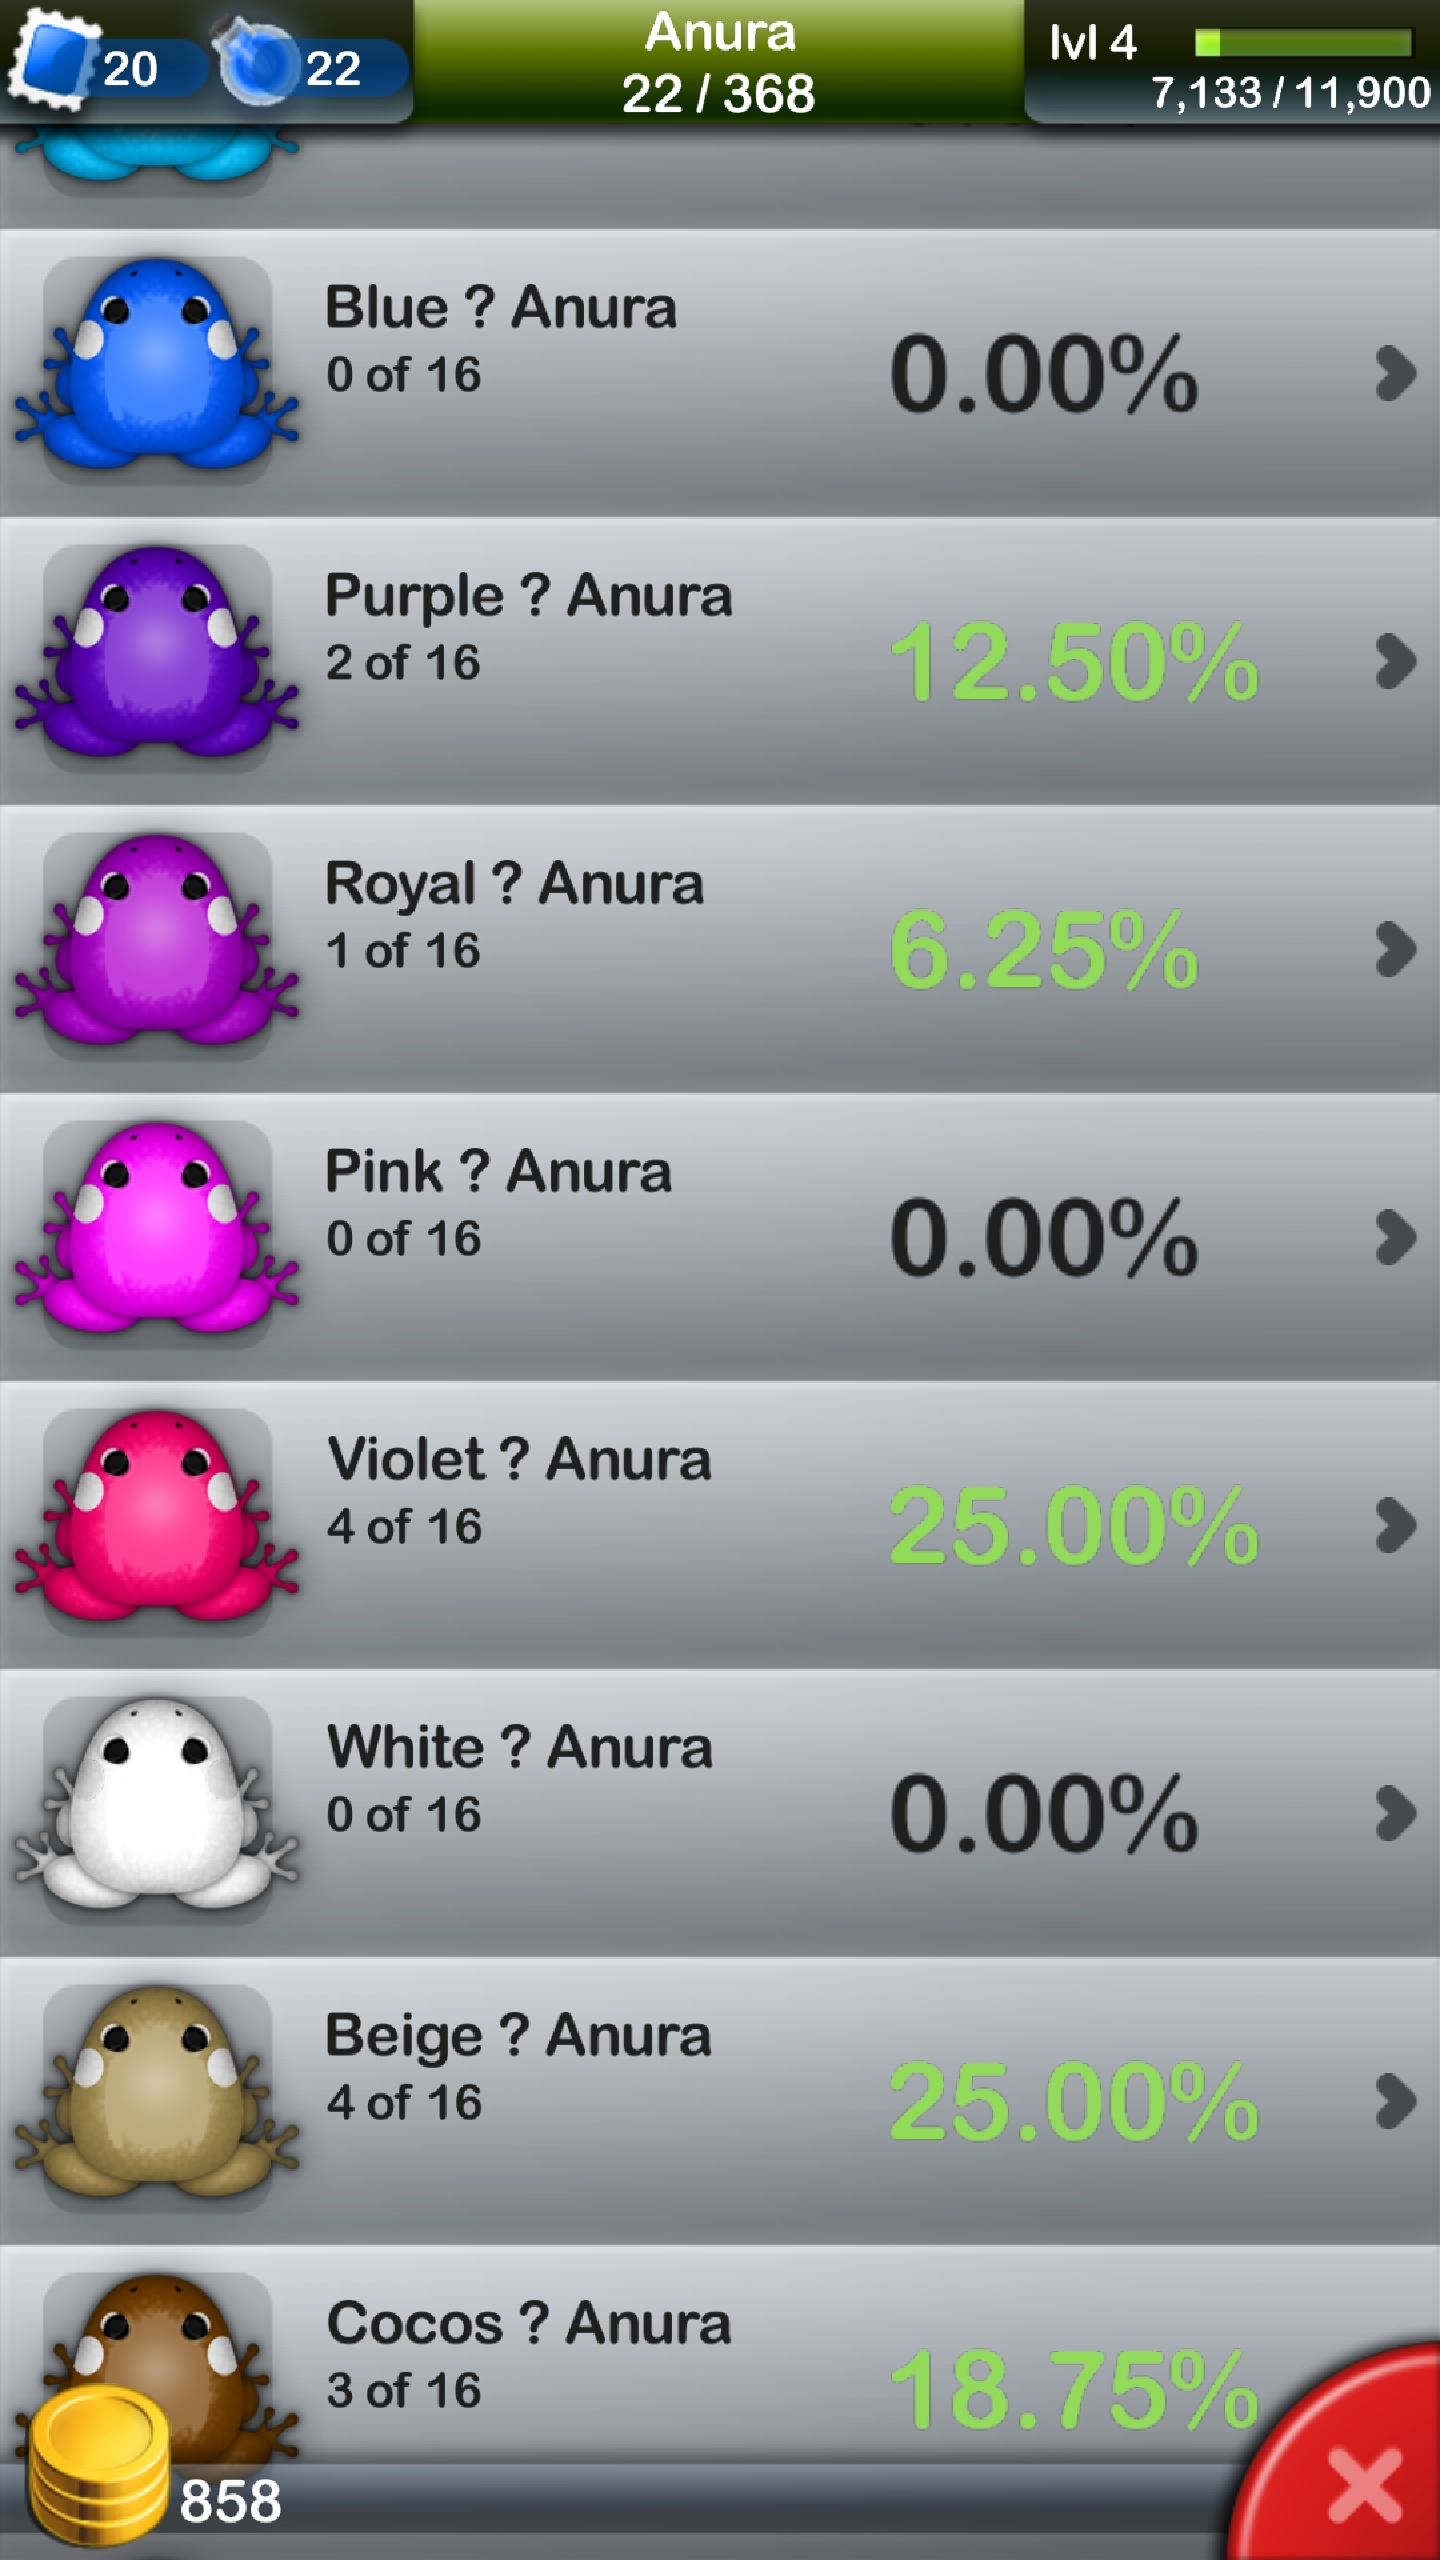 20
22
Anura
22 / 368
lvl 4
7,133 / 11,900
Blue ? Anura
0 of 16
0.00%
Purple ? Anura
2 of 16
12.50%
Royal ? Anura
1 of 16
6.25%
Pink ? Anura
0 of 16
0.00%
Violet ? Anura
4 of 16
25.00%
White ? Anura
0 of 16
0.00%
Beige ? Anura
4 of 16
25.00%
Cocos ? Anura
3 of 16
18.75%
858